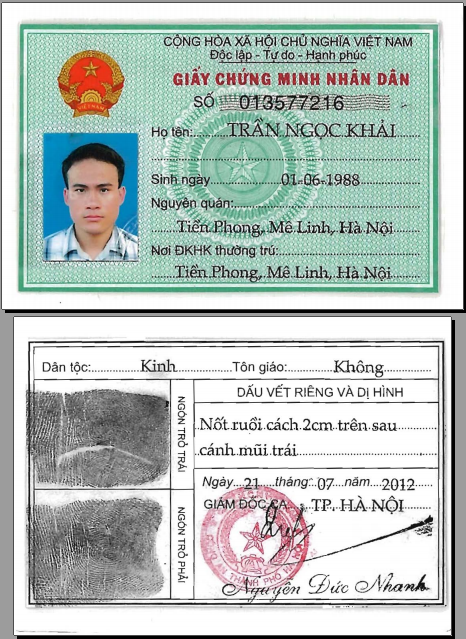 CỘNG HÒA XÃ HỘI CHỦ NGHĨA VIỆT NAM
Độc lập - Tự do - Hạnh phúc
GIẤY CHỨNG MINH NHÂN DÂN
SỐ 013577216
Họ tên: TRẦN NGỌC KHẢI
Sinh ngày 01-06-1988
Nguyên quán:
Tiền Phong, Mê Linh, Hà Nội
Nơi ĐKHK thường trú:
Tiền Phong, Mê Linh, Hà Nội
Dân tộc: Kinh Tôn giáo: Không
NGÓN TRỎ TRÁI
NGÓN TRỎ PHẢI
DẤU VẾT RIÊNG VÀ DỊ HÌNH
Nốt ruồi cách 2cm trên sau
cánh mũi trái
Ngày 21 tháng 07 năm 2012
GIÁM ĐỐC CA TP. HÀ NỘI
Nguyễn Đức Nhanh